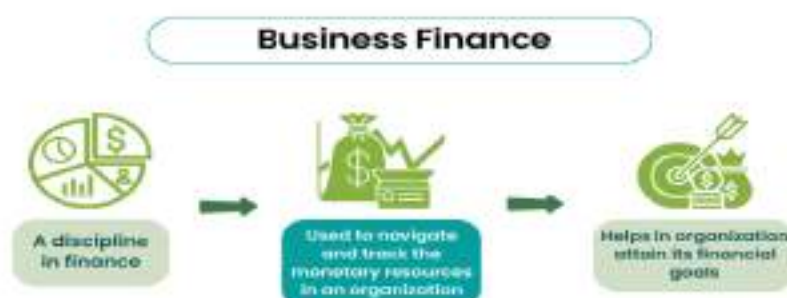 Business Finance
A discipline
in finance
Used to navigate
and track the
monetary resources
in an organization
Helps in organization
attain its financial
goals